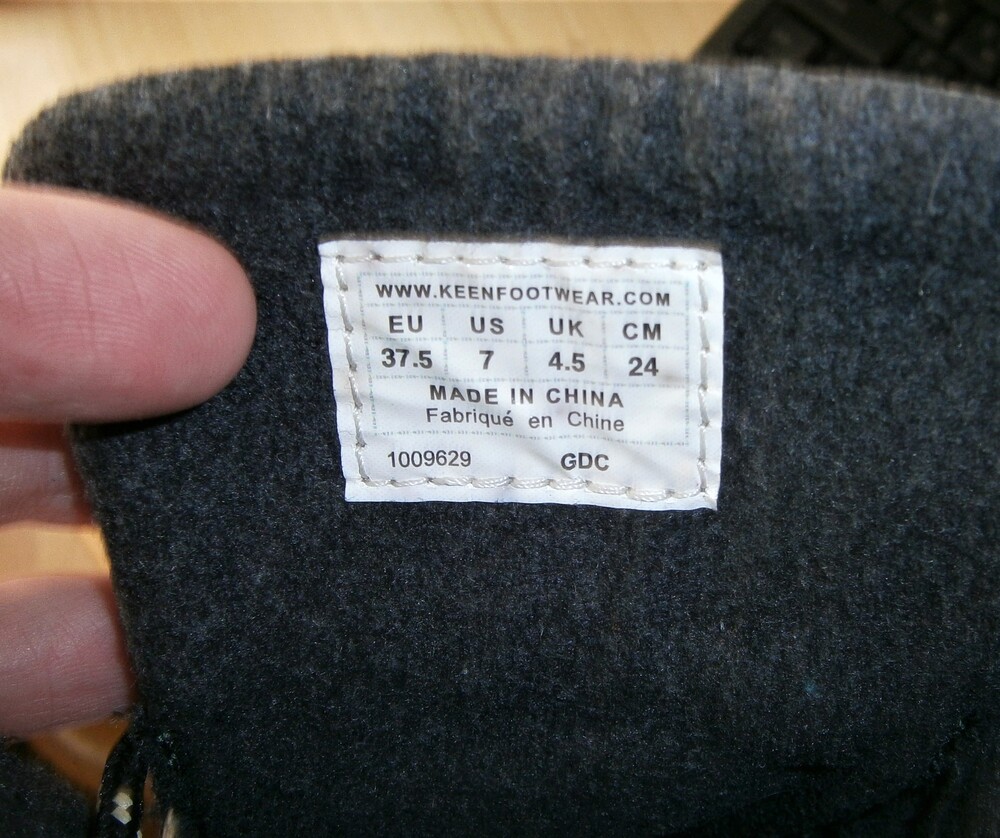 WWW.KEENFOOTWEAR.COM
EU US UK CM
37.5 7 4.5 24
MADE IN CHINA
Fabriqué en Chine
1009629 GDC